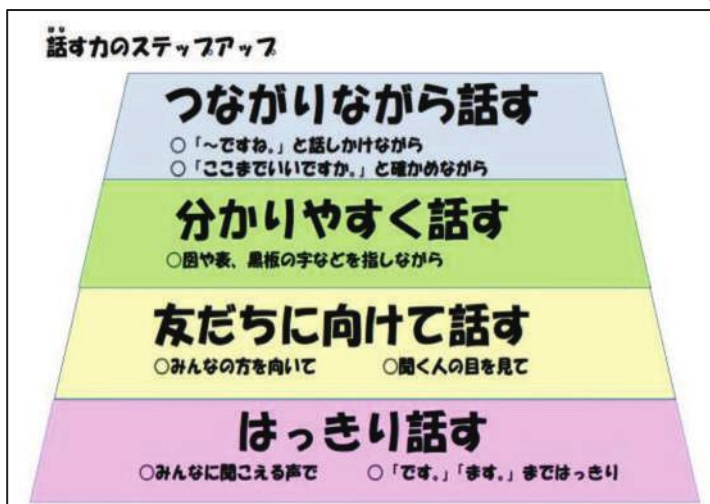 話す力のステップアップ
つながりながら話す
○「～ですね。」と話しかけながら
○「ここまでいいですか。」と確かめながら
分かりやすく話す
○図や表、黒板の字などを指しながら
友だちに向けて話す
○みんなの方を向いて ○聞く人の目を見て
はっきり話す
○みんなに聞こえる声で ○「です。」「ます。」まではっきり